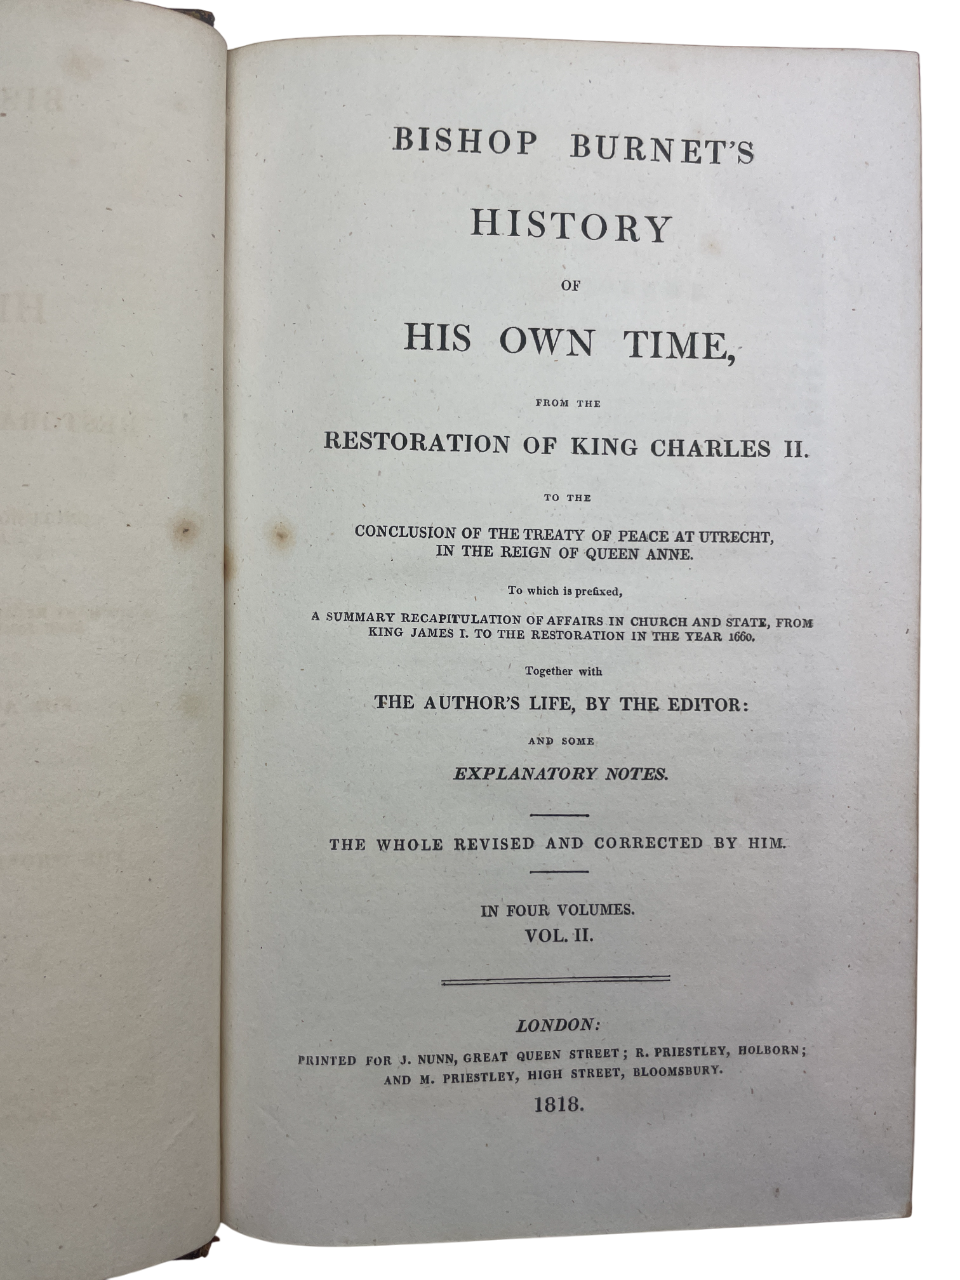 BISHOP BURNET'S
HISTORY
OF
HIS OWN TIME,
FROM THE
RESTORATION OF KING CHARLES II.
TO THE
CONCLUSION OF THE TREATY OF PEACE AT UTRECHT,
IN THE REIGN OF QUEEN ANNE.
To which is prefixed,
A SUMMARY RECAPITULATION OF AFFAIRS IN CHURCH AND STATE, FROM
KING JAMES I. TO THE RESTORATION IN THE YEAR 1660.
Together with
THE AUTHOR'S LIFE, BY THE EDITOR:
AND SOME
EXPLANATORY NOTES.
THE WHOLE REVISED AND CORRECTED BY HIM.
IN FOUR VOLUMES.
VOL. II.
LONDON:
PRINTED FOR J. NUNN, GREAT QUEEN STREET; R. PRIESTLEY, HOLBORN;
AND M. PRIESTLEY, HIGH STREET, BLOOMSBURY.
1818.